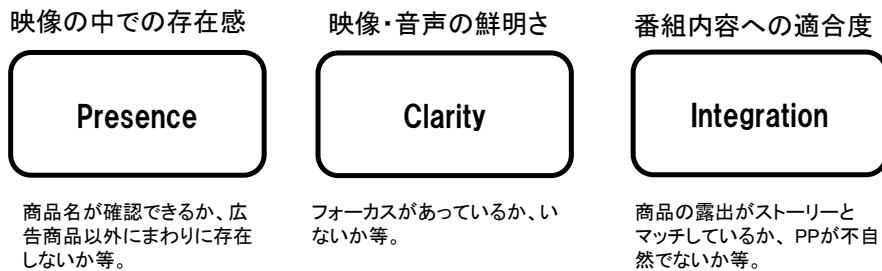 映像の中での存在感
Presence
商品名が確認できるか、広
告商品以外にまわりに存在
しないか等。
映像・音声の鮮明さ
Clarity
フォーカスがあっているか、い
ないか等。
番組内容への適合度
Integration
商品の露出がストーリーと
マッチしているか、PPが不自
然でないか等。